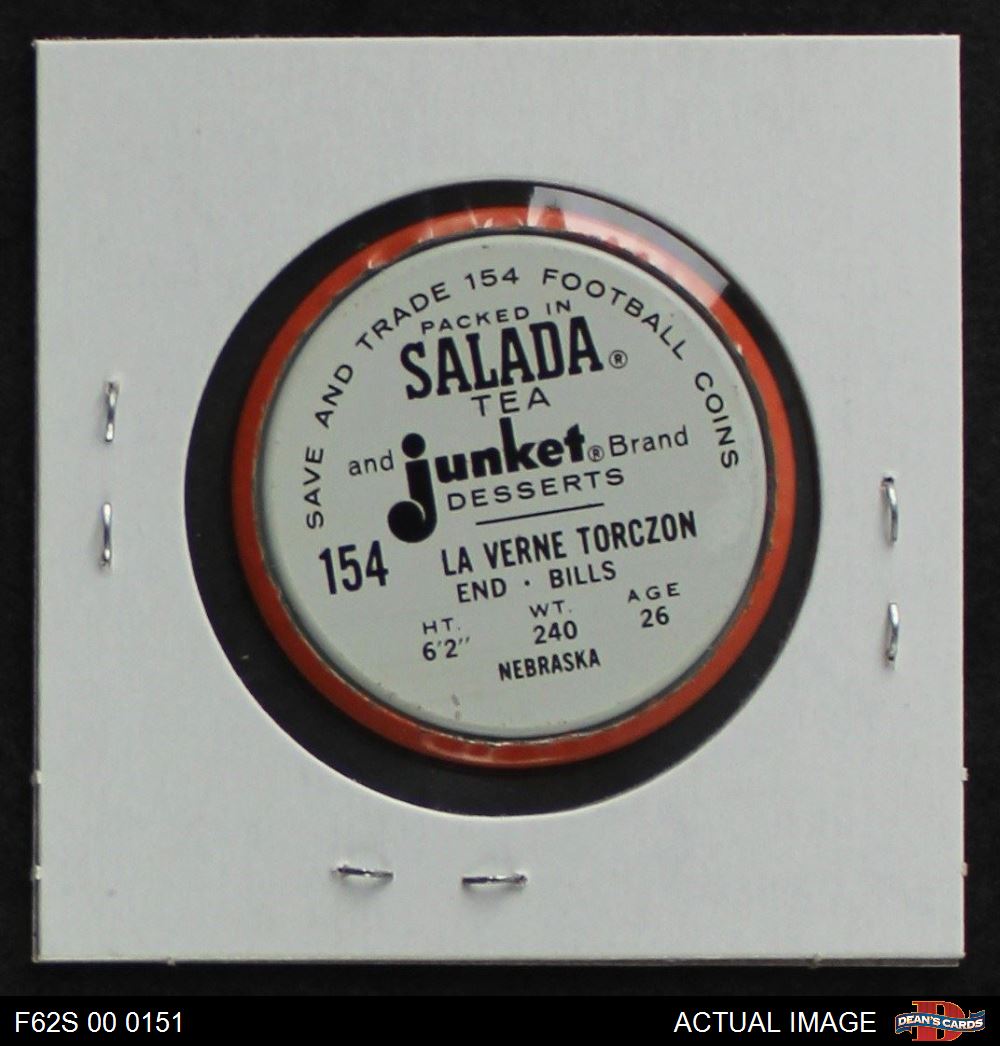 SAVE AND TRADE 154 FOOTBALL COINS
PACKED IN
SALADA®
TEA
and junket® Brand
DESSERTS
154
LA VERNE TORCZON
END · BILLS
HT. WT. AGE
6'2" 240 26
NEBRASKA
F62S 00 0151
ACTUAL IMAGE
DEAN'S CARDS